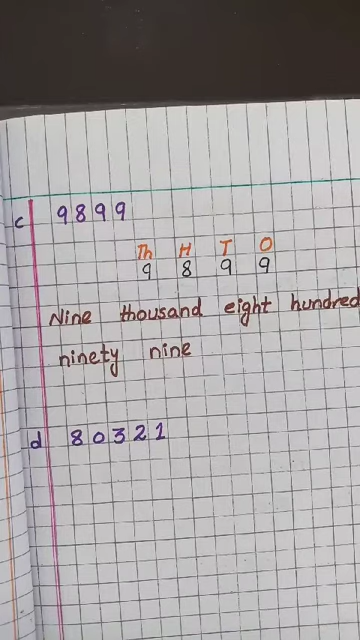 c 9899
Th H T O
9 8 9 9
Nine thousand eight hundred
ninety nine
d 80321